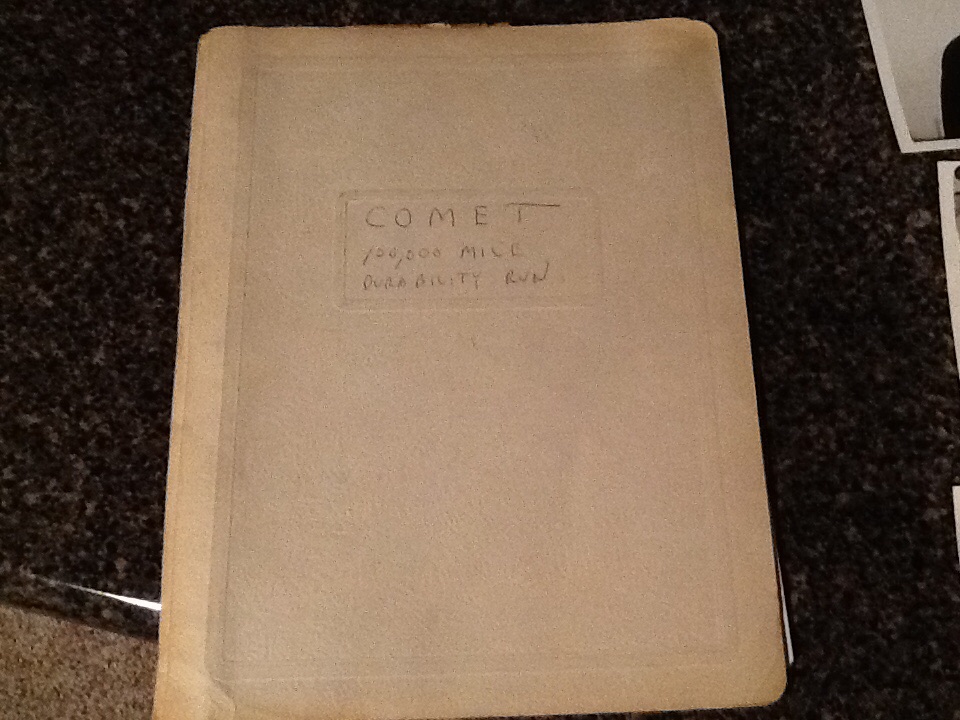 COMET
100,000 MILE
DURABILITY RUN